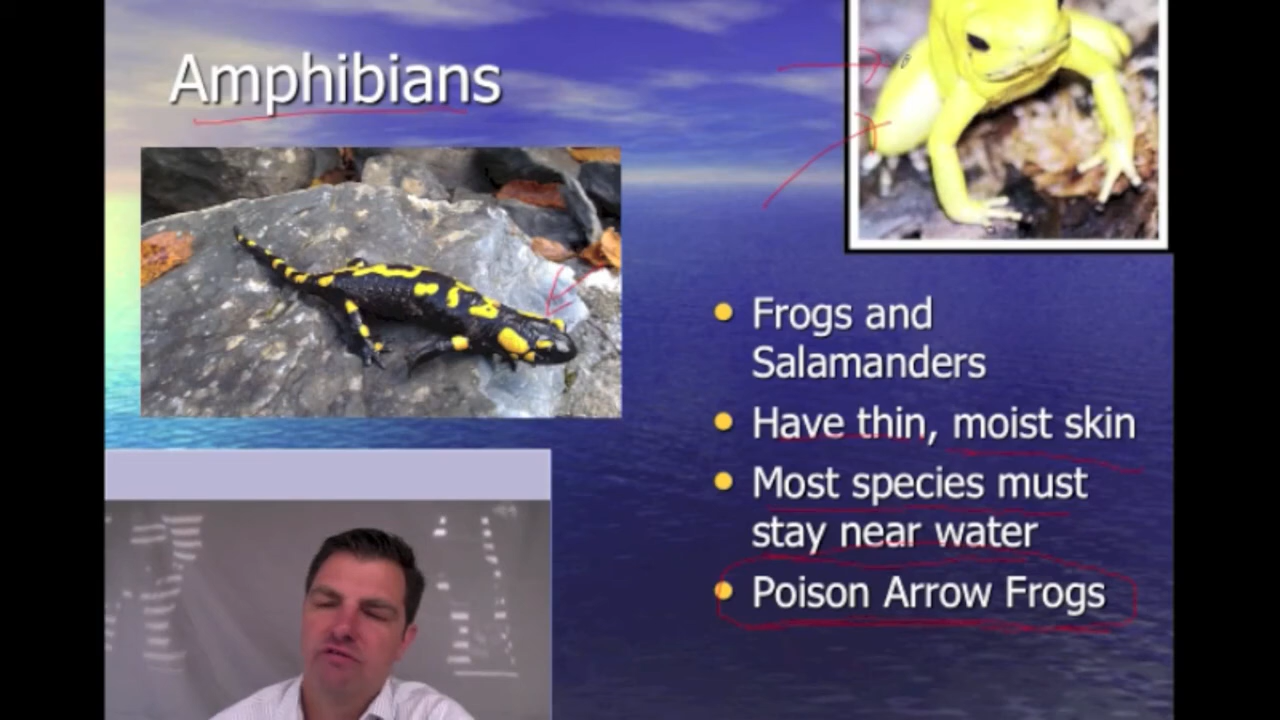 Amphibians
Frogs and
Salamanders
Have thin, moist skin
Most species must
stay near water
Poison Arrow Frogs